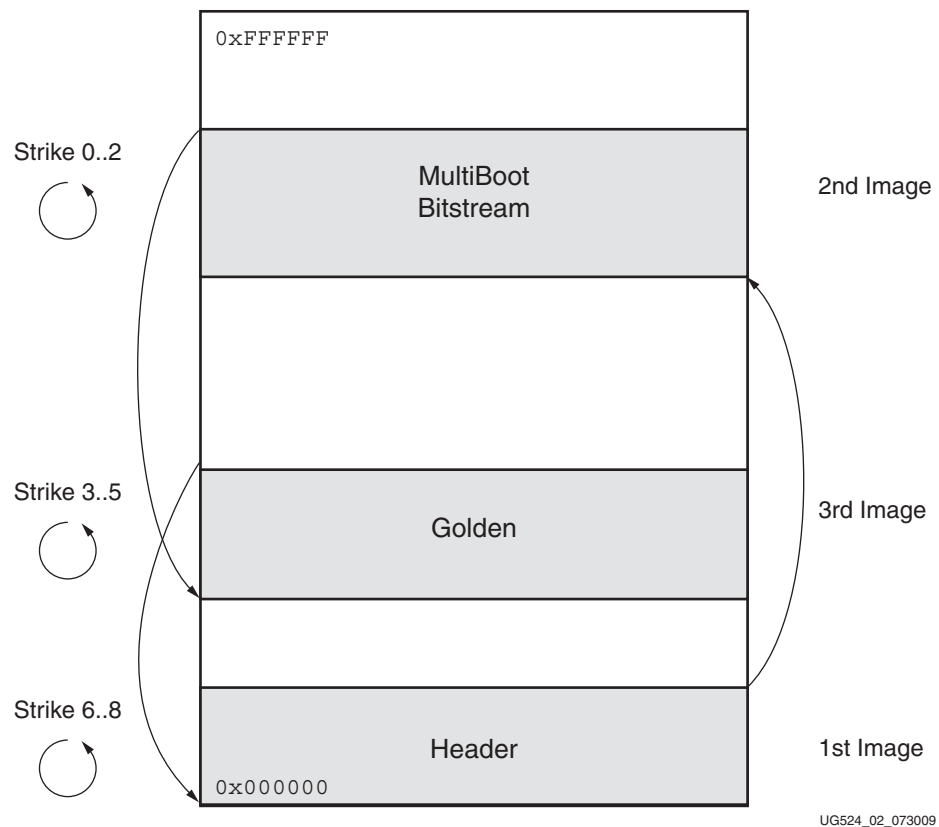 0xFFFFFF
Strike 0..2
MultiBoot
Bitstream
2nd Image
Strike 3..5
Golden
3rd Image
Strike 6..8
Header
1st Image
0x000000
UG524_02_073009